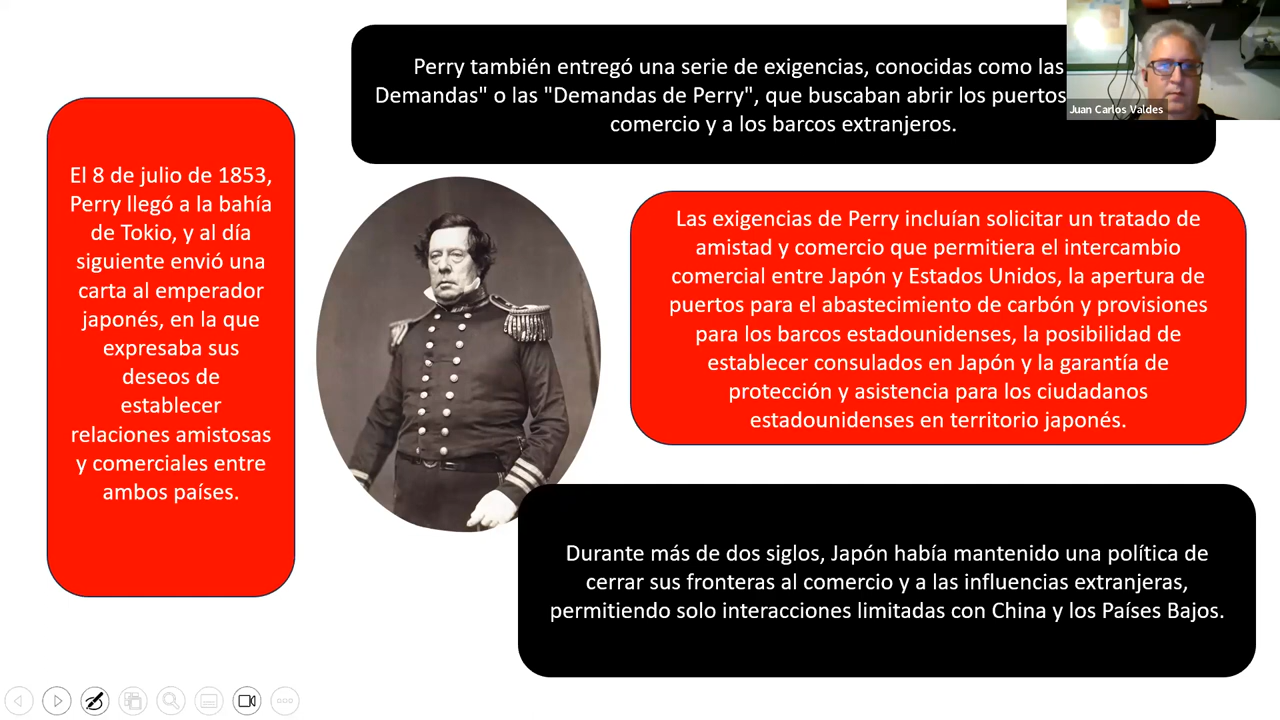 Perry también entregó una serie de exigencias, conocidas como las
Demandas" o las "Demandas de Perry", que buscaban abrir los puertos
comercio y a los barcos extranjeros.
Juan Carlos Valdes
El 8 de julio de 1853,
Perry llegó a la bahía
de Tokio, y al día
siguiente envió una
carta al emperador
japonés, en la que
expresaba sus
deseos de
establecer
relaciones amistosas
y comerciales entre
ambos países.
Las exigencias de Perry incluían solicitar un tratado de
amistad y comercio que permitiera el intercambio
comercial entre Japón y Estados Unidos, la apertura de
puertos para el abastecimiento de carbón y provisiones
para los barcos estadounidenses, la posibilidad de
establecer consulados en Japón y la garantía de
protección y asistencia para los ciudadanos
estadounidenses en territorio japonés.
Durante más de dos siglos, Japón había mantenido una política de
cerrar sus fronteras al comercio y a las influencias extranjeras,
permitiendo solo interacciones limitadas con China y los Países Bajos.